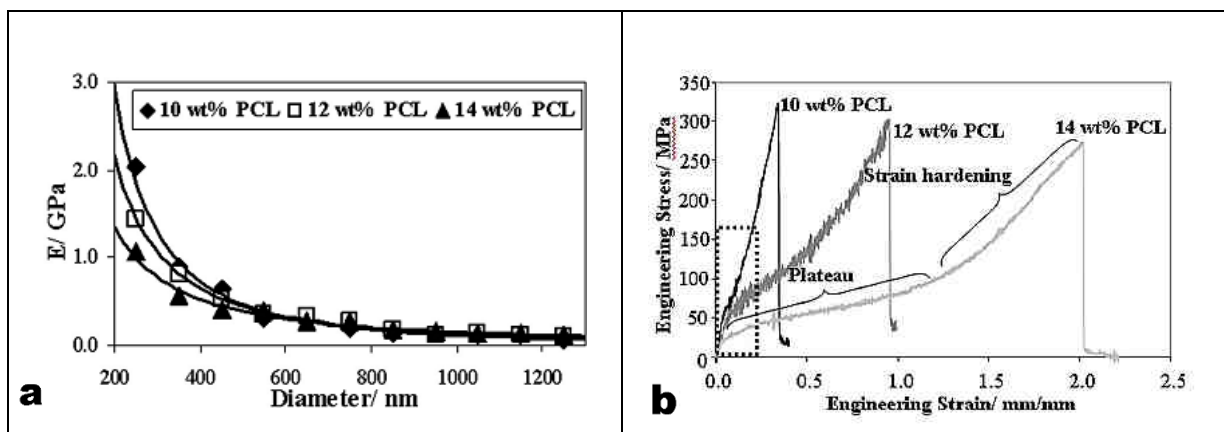 3.0
2.0
1.0
0.0
E/ GPa
10 wt% PCL 12 wt% PCL 14 wt% PCL
200 400 600 800 1000 1200
Diameter/ nm
a
350
300
250
200
150
100
50
0
Engineering Stress/ MPa
10 wt% PCL
12 wt% PCL
14 wt% PCL
Strain hardening
Plateau
0.0 0.5 1.0 1.5 2.0 2.5
Engineering Strain/ mm/mm
b